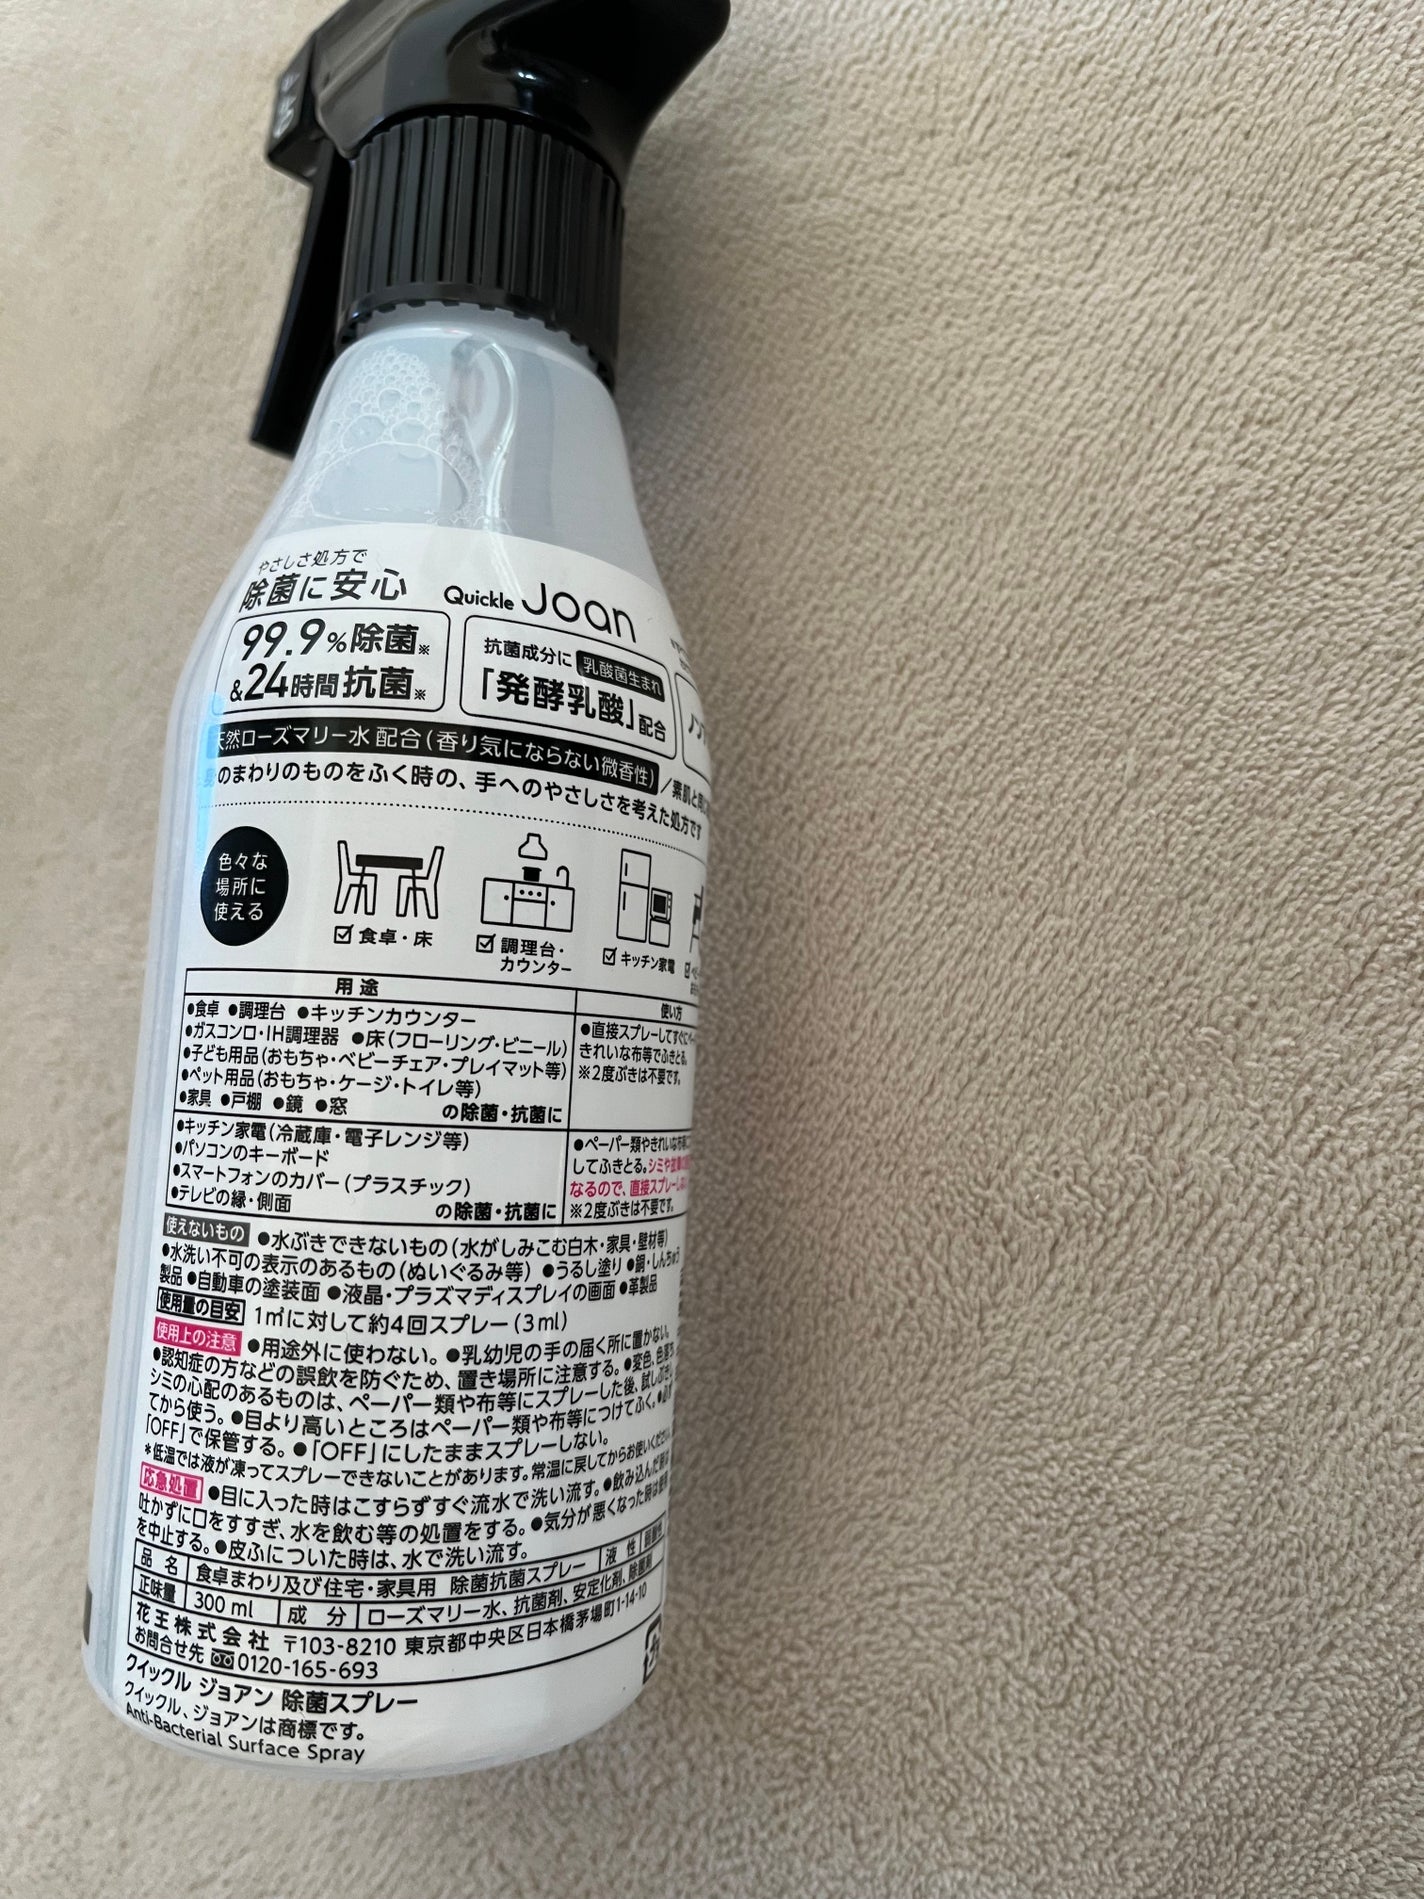 やさしさ処方で
除菌に安心
Quickle Joan
99.9%除菌※
&24時間抗菌※
抗菌成分に 乳酸菌生まれ
「発酵乳酸」配合
天然ローズマリー水 配合(香り気にならない微香性)
身のまわりのものをふく時の、手へのやさしさを考えた処方です
色々な
場所に
使える
食卓・床
調理台・
カウンター
キッチン家電
用途
●食卓 ●調理台 ●キッチンカウンター
●ガスコンロ・IH調理器 ●床(フローリング・ビニール)
●子ども用品(おもちゃ・ベビーチェア・プレイマット等)
●ペット用品(おもちゃ・ケージ・トイレ等)
●家具 ●戸棚 ●鏡 ●窓 の除菌・抗菌に
使い方
●直接スプレーしてすぐに
きれいな布等でふきとる。
※2度ぶきは不要です。
●キッチン家電(冷蔵庫・電子レンジ等)
●パソコンのキーボード
●スマートフォンのカバー(プラスチック)
●テレビの縁・側面 の除菌・抗菌に
●ペーパー類やきれいな布等に
してふきとる。シミや故障の
なるので、直接スプレーしない
※2度ぶきは不要です。
使えないもの ●水ぶきできないもの(水がしみこむ白木・家具・壁材等)
●水洗い不可の表示のあるもの(ぬいぐるみ等) ●うるし塗り ●銅・しんちゅう
製品 ●自動車の塗装面 ●液晶・プラズマディスプレイの画面 ●革製品
使用量の目安 1㎡に対して約4回スプレー(3ml)
使用上の注意 ●用途外に使わない。●乳幼児の手の届く所に置かない。
●認知症の方などの誤飲を防ぐため、置き場所に注意する。●変色、色落ち、
シミの心配のあるものは、ペーパー類や布等にスプレーした後、試しぶきし
てから使う。●目より高いところはペーパー類や布等につけてふく。●必ず
「OFF」で保管する。●「OFF」にしたままスプレーしない。
*低温では液が凍ってスプレーできないことがあります。常温に戻してからお使いください。
応急処置 ●目に入った時はこすらずすぐ流水で洗い流す。●飲み込んだ時は
吐かずに口をすすぎ、水を飲む等の処置をする。●気分が悪くなった時は使用
を中止する。●皮ふについた時は、水で洗い流す。
品名 食卓まわり及び住宅・家具用 除菌抗菌スプレー 液性 弱酸性
正味量 300 ml 成分 ローズマリー水、抗菌剤、安定化剤、除菌剤
花王株式会社 〒103-8210 東京都中央区日本橋茅場町1-14-10
お問合せ先 0120-165-693
クイックル ジョアン 除菌スプレー
クイックル、ジョアンは商標です。
Anti-Bacterial Surface Spray